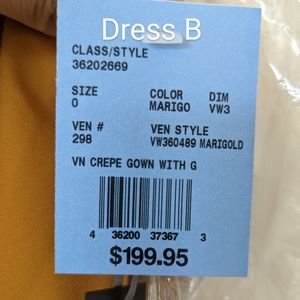 Dress B
CLASS/STYLE
36202669
SIZE COLOR DIM
0 MARIGO VW3
VEN # VEN STYLE
298 VW360489 MARIGOLD
VN CREPE GOWN WITH G
4 36200 37367 3
$199.95